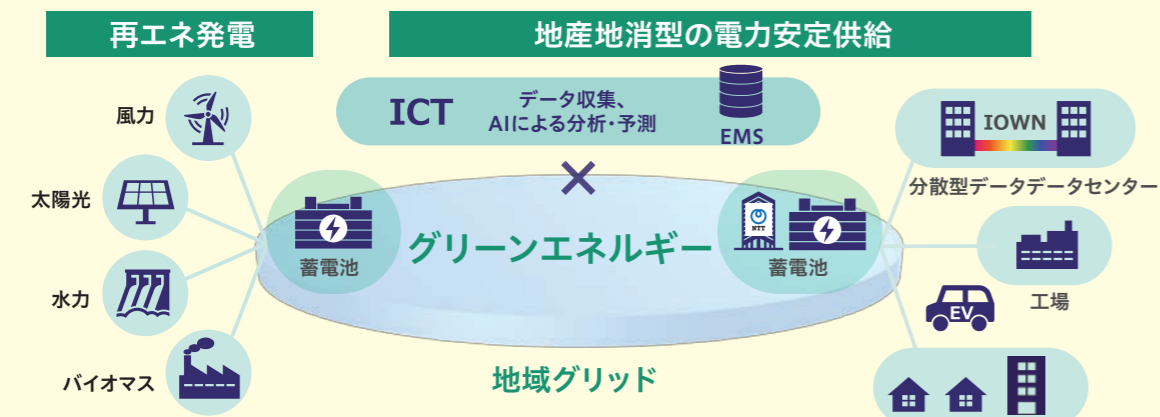 再エネ発電
地産地消型の電力安定供給
風力
太陽光
水力
バイオマス
ICT
データ収集、
AIによる分析・予測
EMS
×
蓄電池
グリーンエネルギー
NTT
蓄電池
地域グリッド
IOWN
分散型データデータセンター
工場
EV